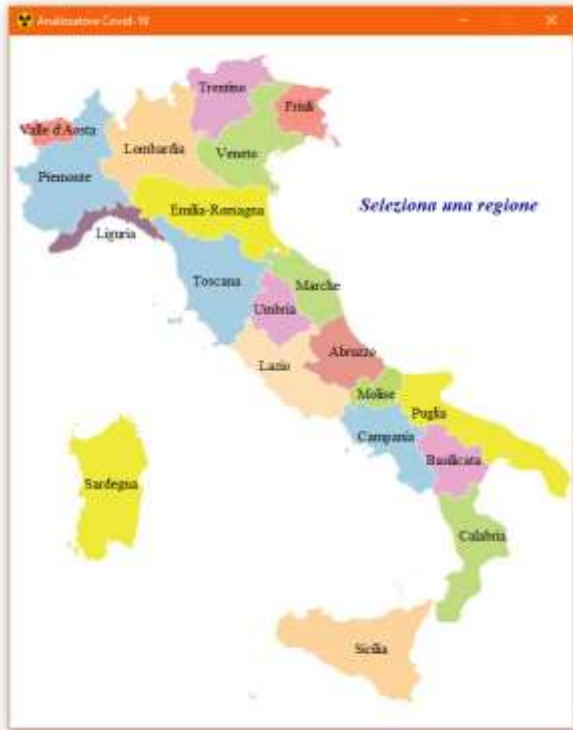 Analizzatore Covid-19
Trentino
Friuli
Valle d'Aosta
Lombardia
Veneto
Piemonte
Seleziona una regione
Emilia-Romagna
Liguria
Toscana
Marche
Umbria
Abruzzo
Lazio
Molise
Puglia
Campania
Basilicata
Sardegna
Calabria
Sicilia